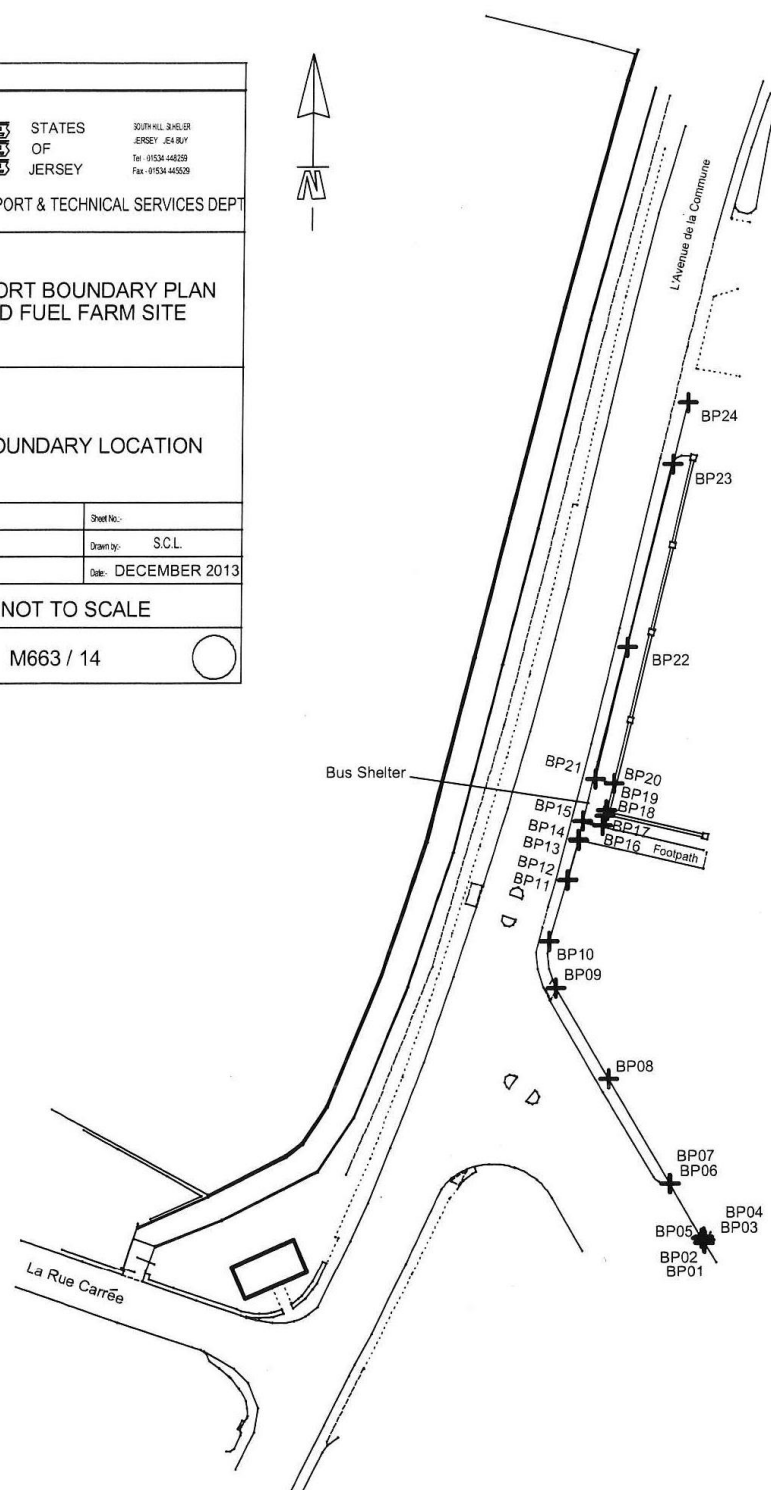 STATES
OF
JERSEY
SOUTH HILL, St.HELIER
JERSEY JE4 8UY
Tel - 01534 448259
Fax - 01534 445529
PORT & TECHNICAL SERVICES DEPT
ORT BOUNDARY PLAN
D FUEL FARM SITE
OUNDARY LOCATION
Sheet No.:-
Drawn by:- S.C.L.
Date:- DECEMBER 2013
NOT TO SCALE
M663 / 14
N
L'Avenue de la Commune
BP24
BP23
BP22
Bus Shelter
BP21
BP20
BP19
BP18
BP15
BP17
BP14
BP16
Footpath
BP13
BP12
BP11
BP10
BP09
BP08
BP07
BP06
BP04
BP05
BP03
BP02
BP01
La Rue Carrée